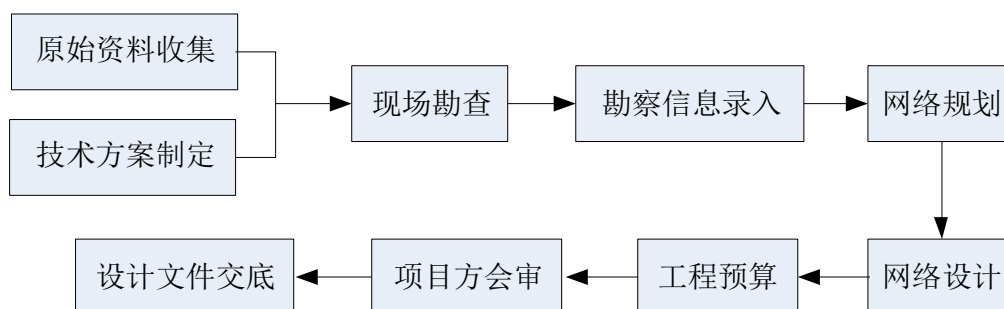 原始资料收集
技术方案制定
现场勘查
勘察信息录入
网络规划
网络设计
工程预算
项目方会审
设计文件交底